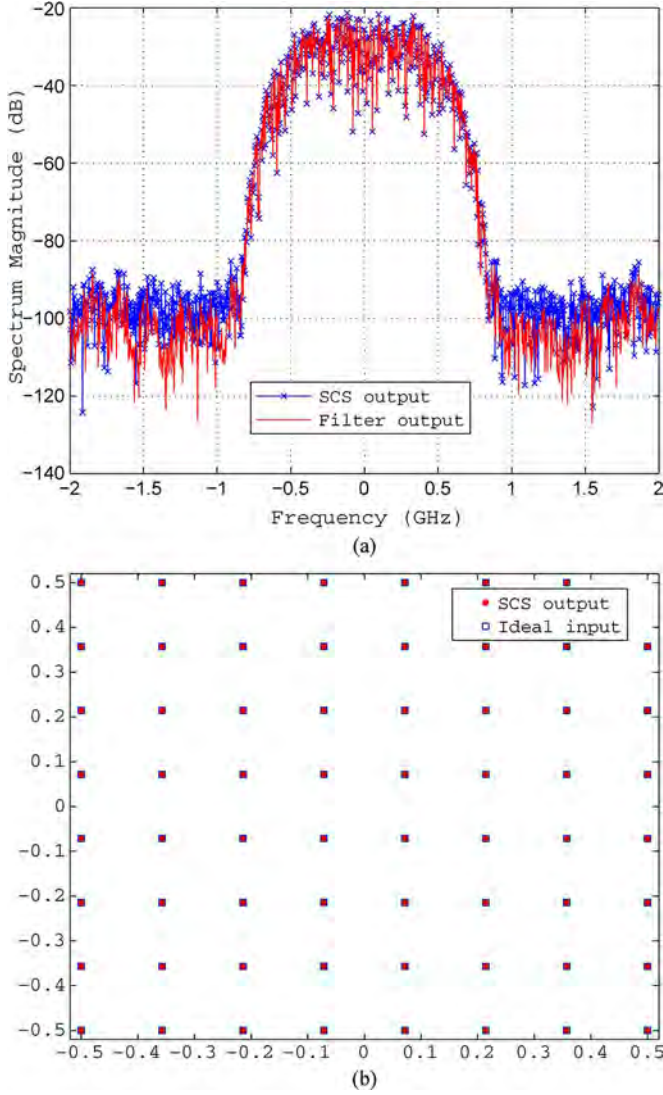 −20
−40
−60
−80
−100
−120
−140
Spectrum Magnitude (dB)
SCS output
Filter output
−2 −1.5 −1 −0.5 0 0.5 1 1.5 2
Frequency (GHz)
(a)
0.5
0.4
0.3
0.2
0.1
0
−0.1
−0.2
−0.3
−0.4
−0.5
SCS output
Ideal input
−0.5 −0.4 −0.3 −0.2 −0.1 0 0.1 0.2 0.3 0.4 0.5
(b)